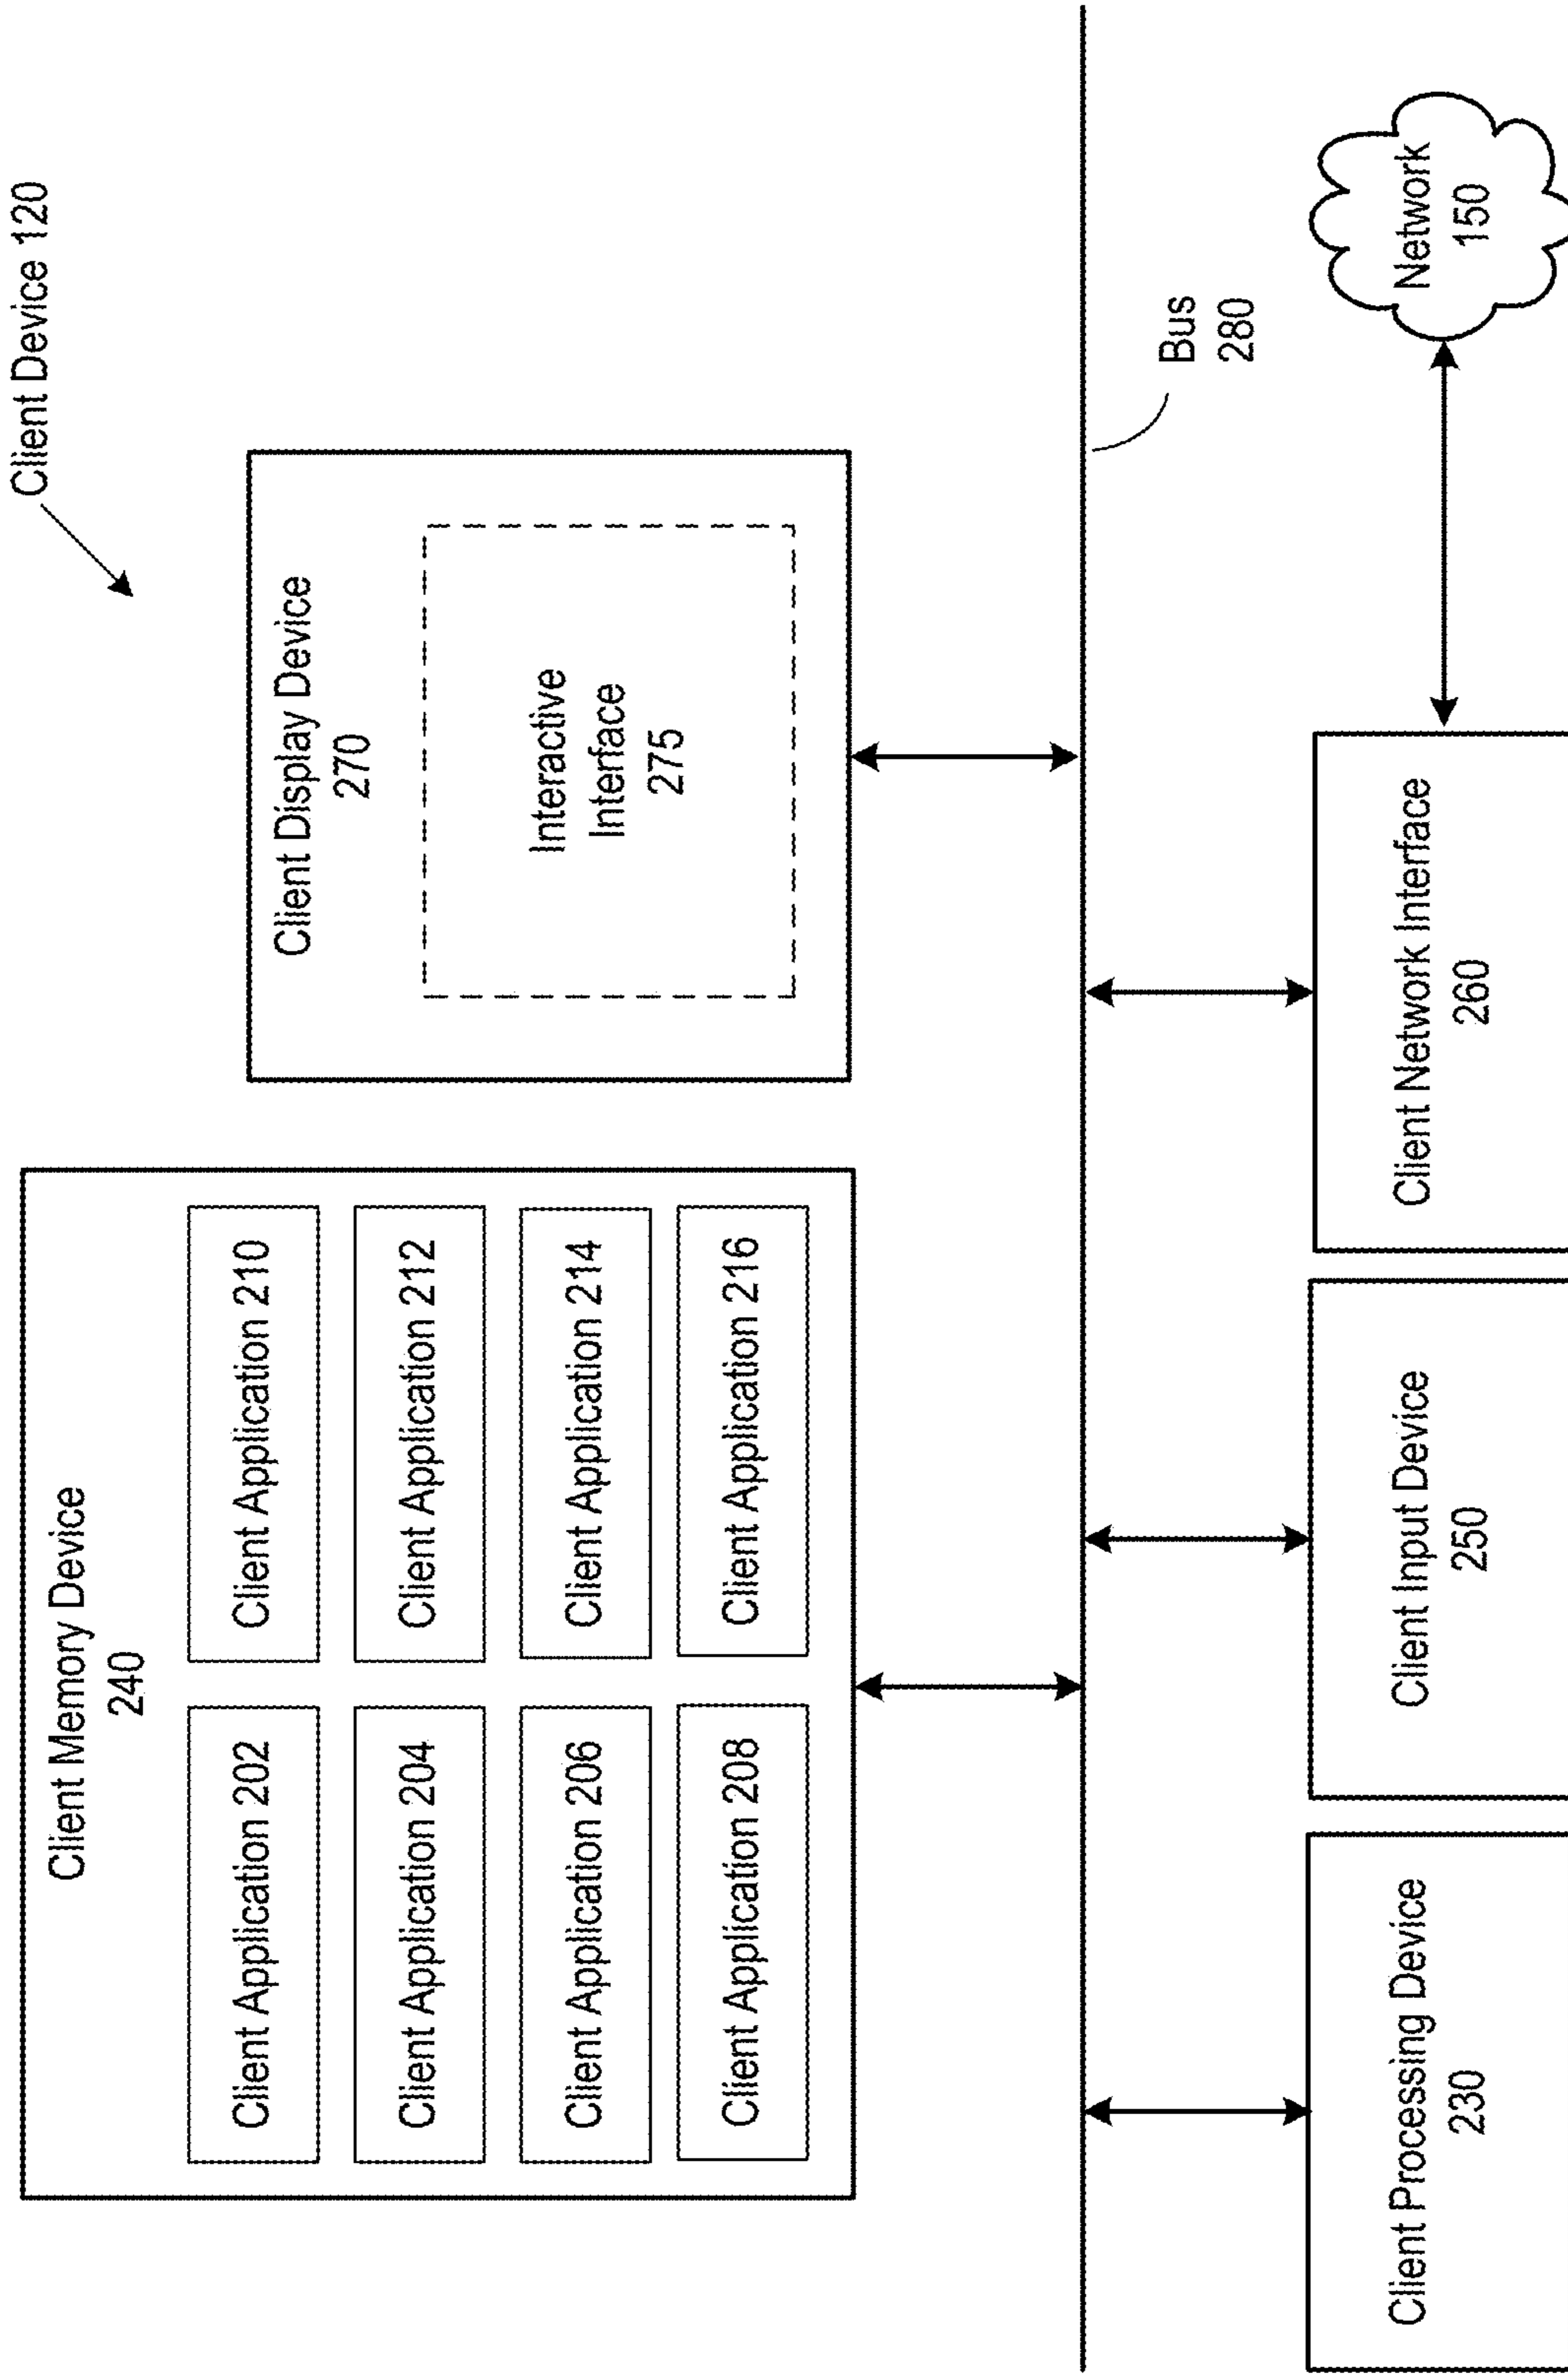 Client Device 120
Client Memory Device
240
Client Application 202
Client Application 210
Client Application 204
Client Application 212
Client Application 206
Client Application 214
Client Application 208
Client Application 216
Client Display Device
270
Interactive
Interface
275
Bus
280
Client Processing Device
230
Client Input Device
250
Client Network Interface
260
Network
150